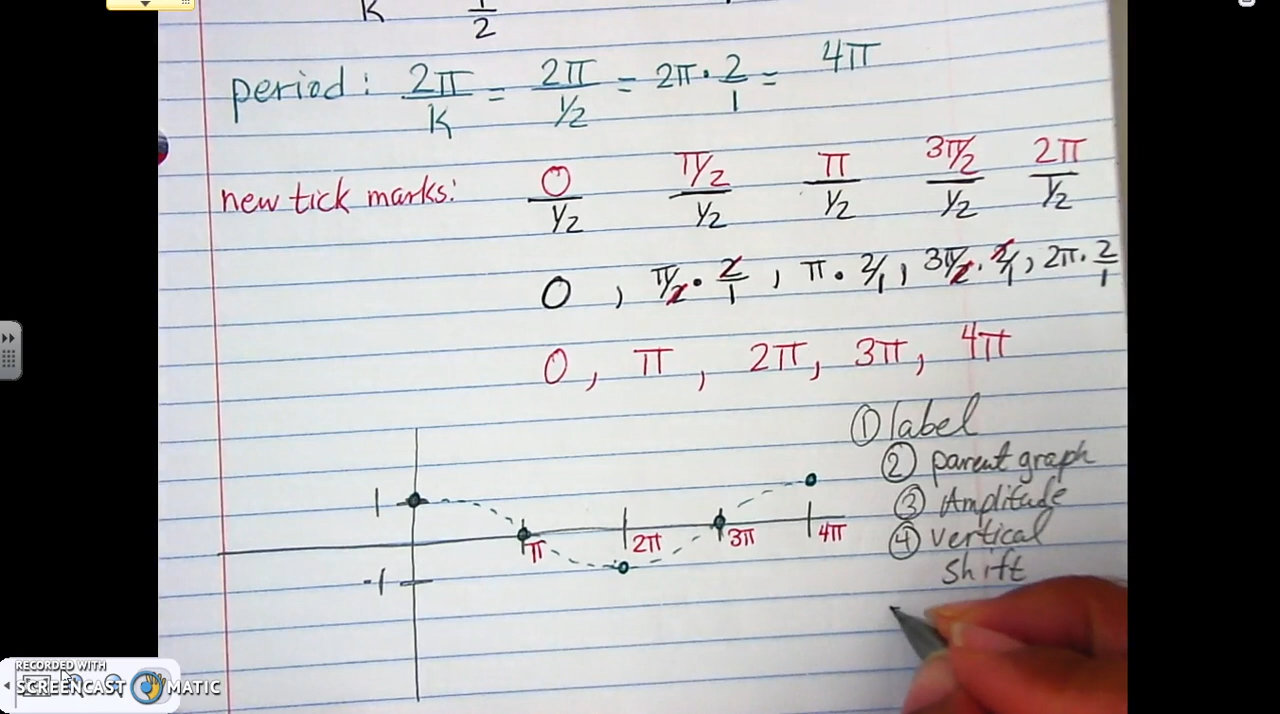 K 1/2
period: 2π/K = 2π/½ = 2π · 2/1 = 4π
new tick marks: 0/½ π/2/½ π/½ 3π/2/½ 2π/½
0, π/2 · 2/1, π · 2/1, 3π/2 · 2/1, 2π · 2/1
0, π, 2π, 3π, 4π
① label
② parent graph
③ Amplitude
④ vertical
shift
1
π 2π 3π 4π
-1
RECORDED WITH
SCREENCAST MATIC